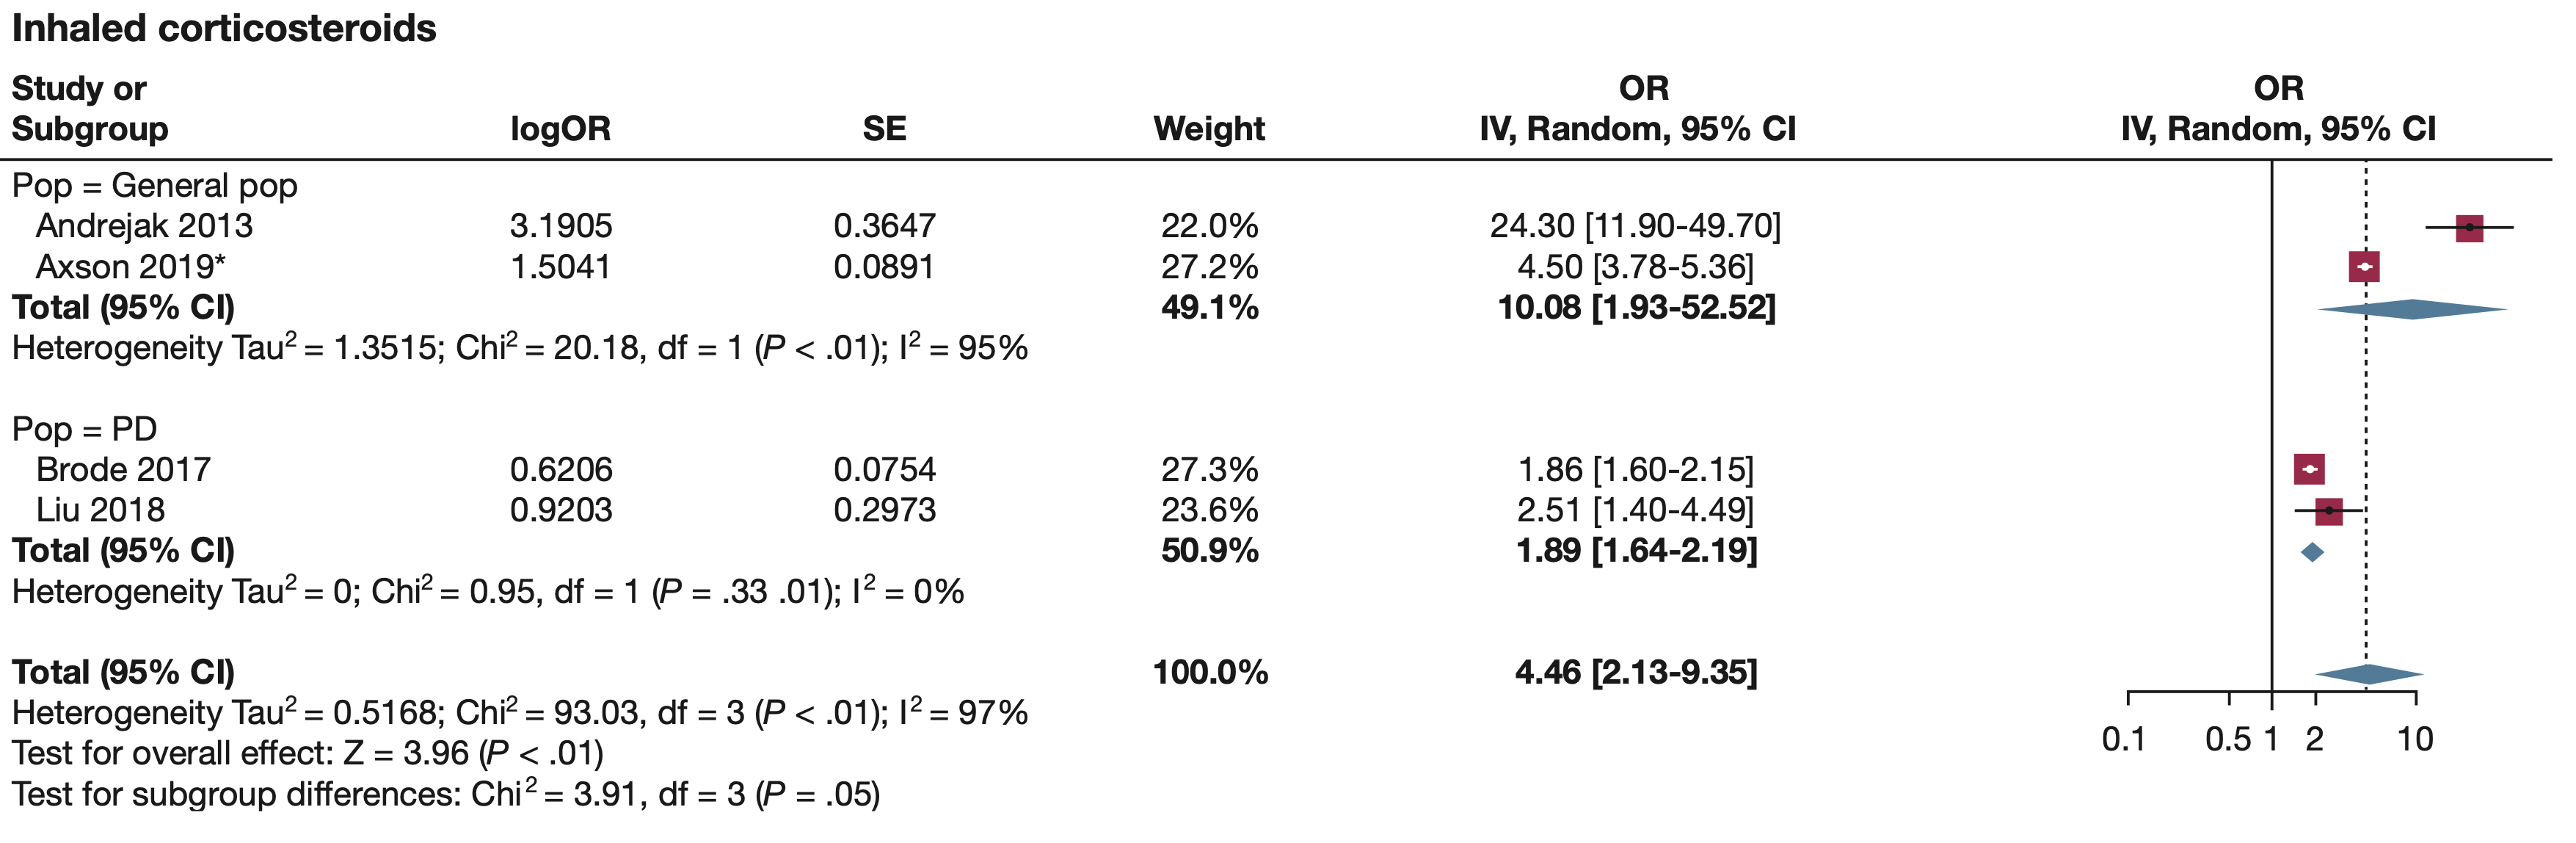 Inhaled corticosteroids
Study or Subgroup logOR SE Weight OR IV, Random, 95% CI OR IV, Random, 95% CI
Pop = General pop
Andrejak 2013 3.1905 0.3647 22.0% 24.30 [11.90-49.70]
Axson 2019* 1.5041 0.0891 27.2% 4.50 [3.78-5.36]
Total (95% CI) 49.1% 10.08 [1.93-52.52]
Heterogeneity Tau² = 1.3515; Chi² = 20.18, df = 1 (P < .01); I² = 95%
Pop = PD
Brode 2017 0.6206 0.0754 27.3% 1.86 [1.60-2.15]
Liu 2018 0.9203 0.2973 23.6% 2.51 [1.40-4.49]
Total (95% CI) 50.9% 1.89 [1.64-2.19]
Heterogeneity Tau² = 0; Chi² = 0.95, df = 1 (P = .33 .01); I² = 0%
Total (95% CI) 100.0% 4.46 [2.13-9.35]
Heterogeneity Tau² = 0.5168; Chi² = 93.03, df = 3 (P < .01); I² = 97%
Test for overall effect: Z = 3.96 (P < .01)
Test for subgroup differences: Chi² = 3.91, df = 3 (P = .05)
0.1 0.5 1 2 10